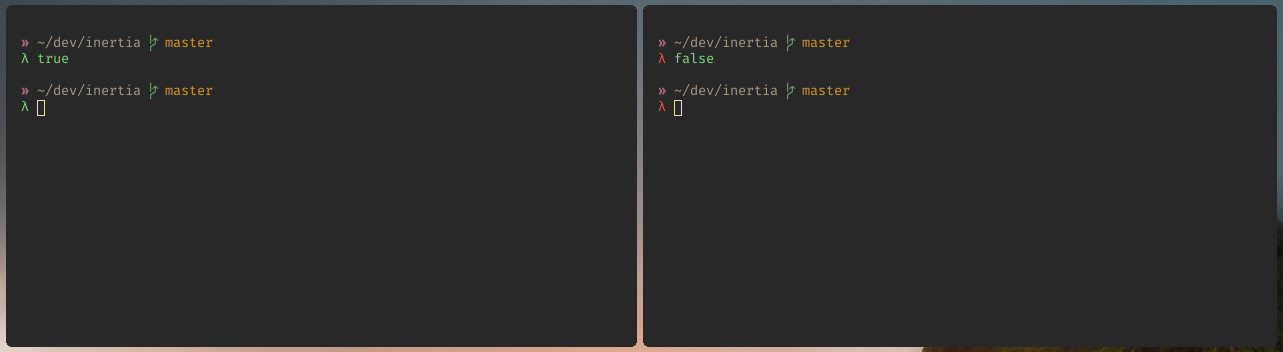 » ~/dev/inertia master
λ true
» ~/dev/inertia master
λ
» ~/dev/inertia master
λ false
» ~/dev/inertia master
λ